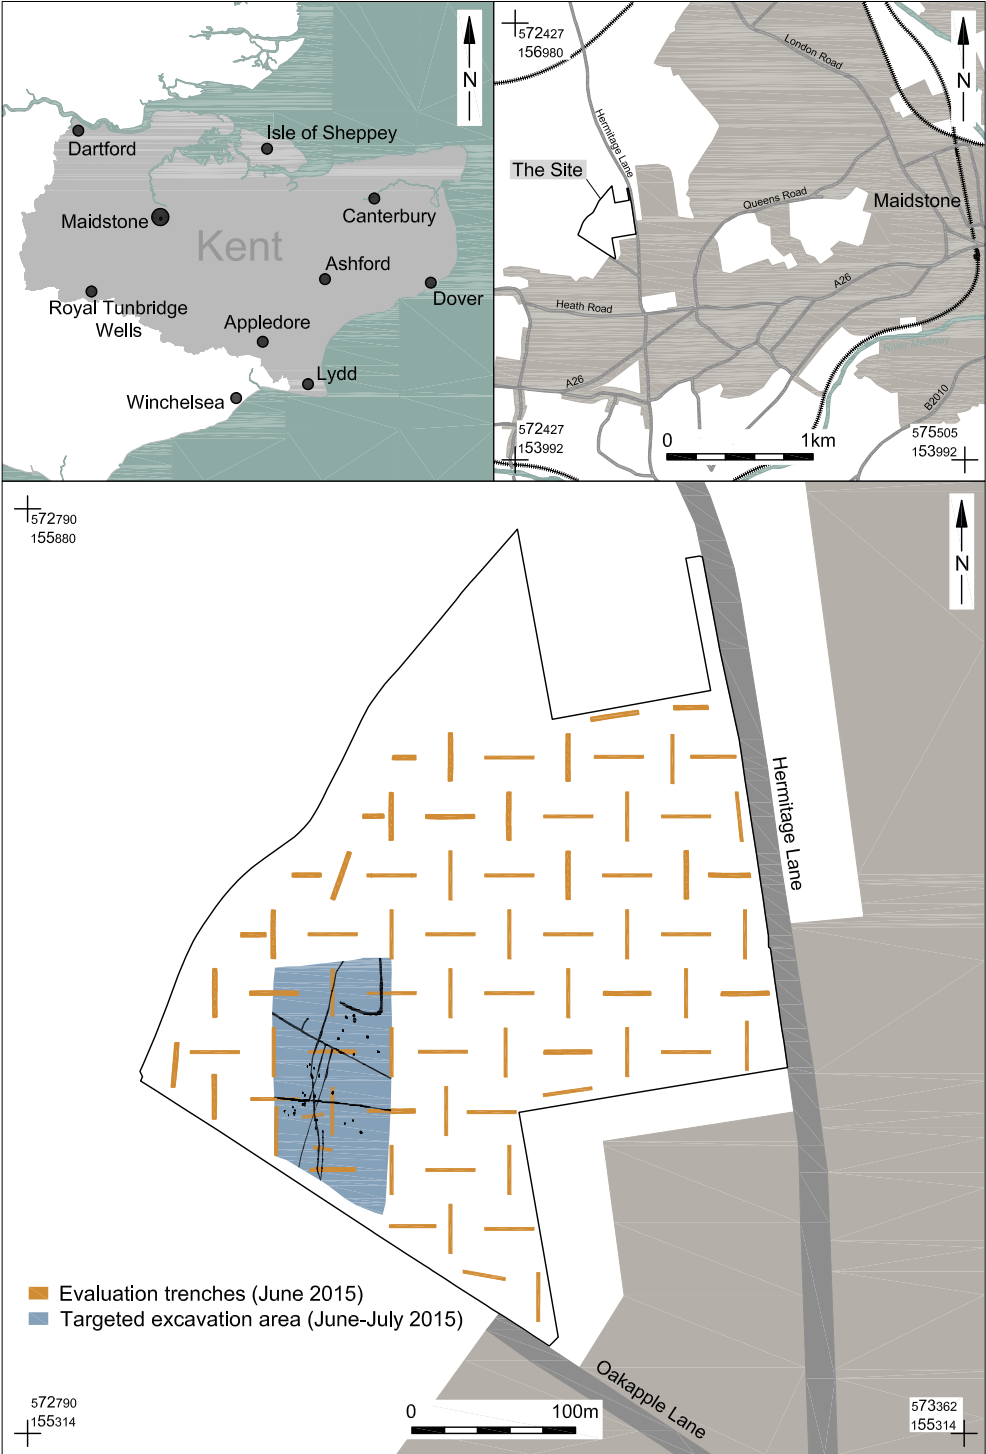 N
Isle of Sheppey
Dartford
Maidstone
Canterbury
Kent
Ashford
Royal Tunbridge
Wells
Dover
Appledore
Lydd
Winchelsea
572427
156980
London Road
N
Hermitage Lane
The Site
Queens Road
Maidstone
A26
Heath Road
River Medway
A26
B2010
572427
153992
0 1km
575505
153992
572790
155880
N
Hermitage Lane
Evaluation trenches (June 2015)
Targeted excavation area (June-July 2015)
Oakapple Lane
572790
155314
0 100m
573362
155314